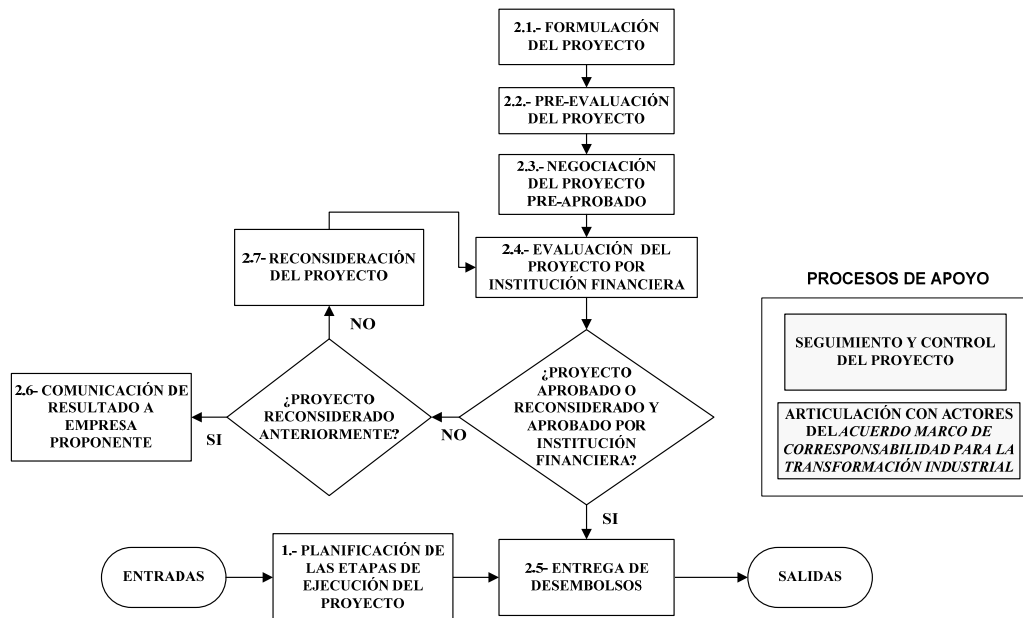 2.1.- FORMULACIÓN
DEL PROYECTO
2.2.- PRE-EVALUACIÓN
DEL PROYECTO
2.3.- NEGOCIACIÓN
DEL PROYECTO
PRE-APROBADO
2.4.- EVALUACIÓN DEL
PROYECTO POR
INSTITUCIÓN FINANCIERA
2.7- RECONSIDERACIÓN
DEL PROYECTO
NO
¿PROYECTO
APROBADO O
RECONSIDERADO Y
APROBADO POR
INSTITUCIÓN
FINANCIERA?
NO
¿PROYECTO
RECONSIDERADO
ANTERIORMENTE?
SI
2.6- COMUNICACIÓN DE
RESULTADO A
EMPRESA
PROPONENTE
SI
ENTRADAS
1.- PLANIFICACIÓN DE
LAS ETAPAS DE
EJECUCIÓN DEL
PROYECTO
2.5- ENTREGA DE
DESEMBOLSOS
SALIDAS
PROCESOS DE APOYO
SEGUIMIENTO Y CONTROL
DEL PROYECTO
ARTICULACIÓN CON ACTORES
DEL ACUERDO MARCO DE
CORRESPONSABILIDAD PARA LA
TRANSFORMACIÓN INDUSTRIAL